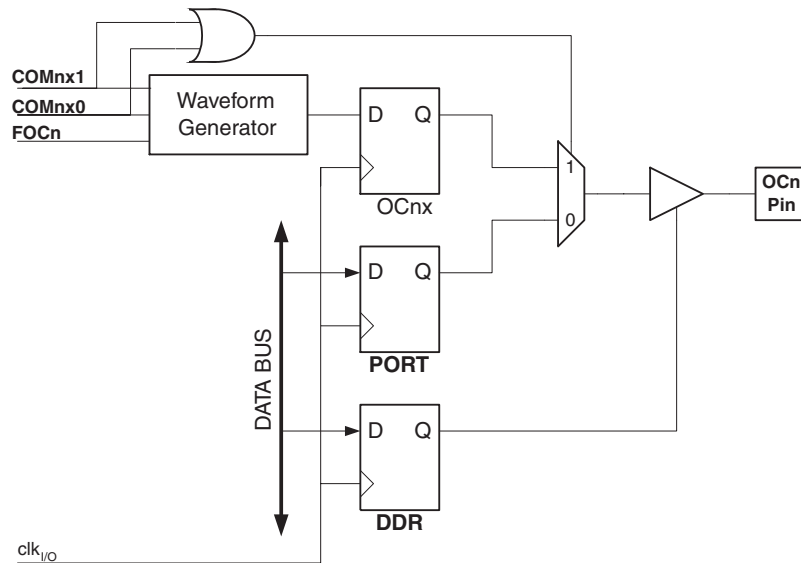 COMnx1
COMnx0
FOCn
Waveform
Generator
D Q
OCnx
1
0
OCn
Pin
D Q
PORT
DATA BUS
D Q
DDR
clkI/O